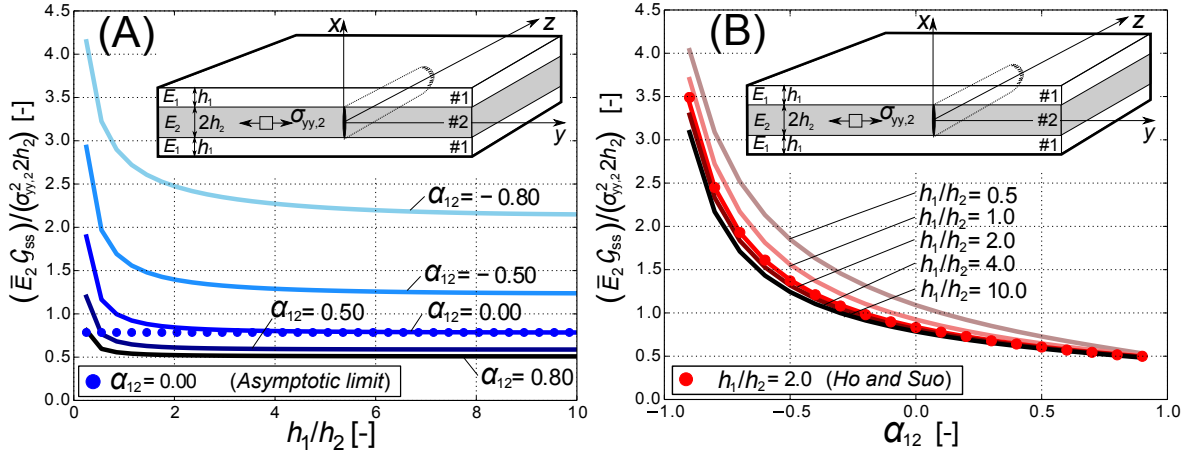 (A)
(Ē₂ 𝒢ss)/(σ²yy,2 2h₂) [-]
4.5
4.0
3.5
3.0
2.5
2.0
1.5
1.0
0.5
0.0
x
z
y
E₁ h₁ #1
E₂ 2h₂ σyy,2 #2
E₁ h₁ #1
α₁₂ = − 0.80
α₁₂ = − 0.50
α₁₂ = 0.50
α₁₂ = 0.00
α₁₂ = 0.80
α₁₂ = 0.00 (Asymptotic limit)
0 2 4 6 8 10
h₁/h₂ [-]
(B)
(Ē₂ 𝒢ss)/(σ²yy,2 2h₂) [-]
4.5
4.0
3.5
3.0
2.5
2.0
1.5
1.0
0.5
0.0
x
z
y
E₁ h₁ #1
E₂ 2h₂ σyy,2 #2
E₁ h₁ #1
h₁/h₂ = 0.5
h₁/h₂ = 1.0
h₁/h₂ = 2.0
h₁/h₂ = 4.0
h₁/h₂ = 10.0
h₁/h₂ = 2.0 (Ho and Suo)
−1.0 −0.5 0.0 0.5 1.0
α₁₂ [-]